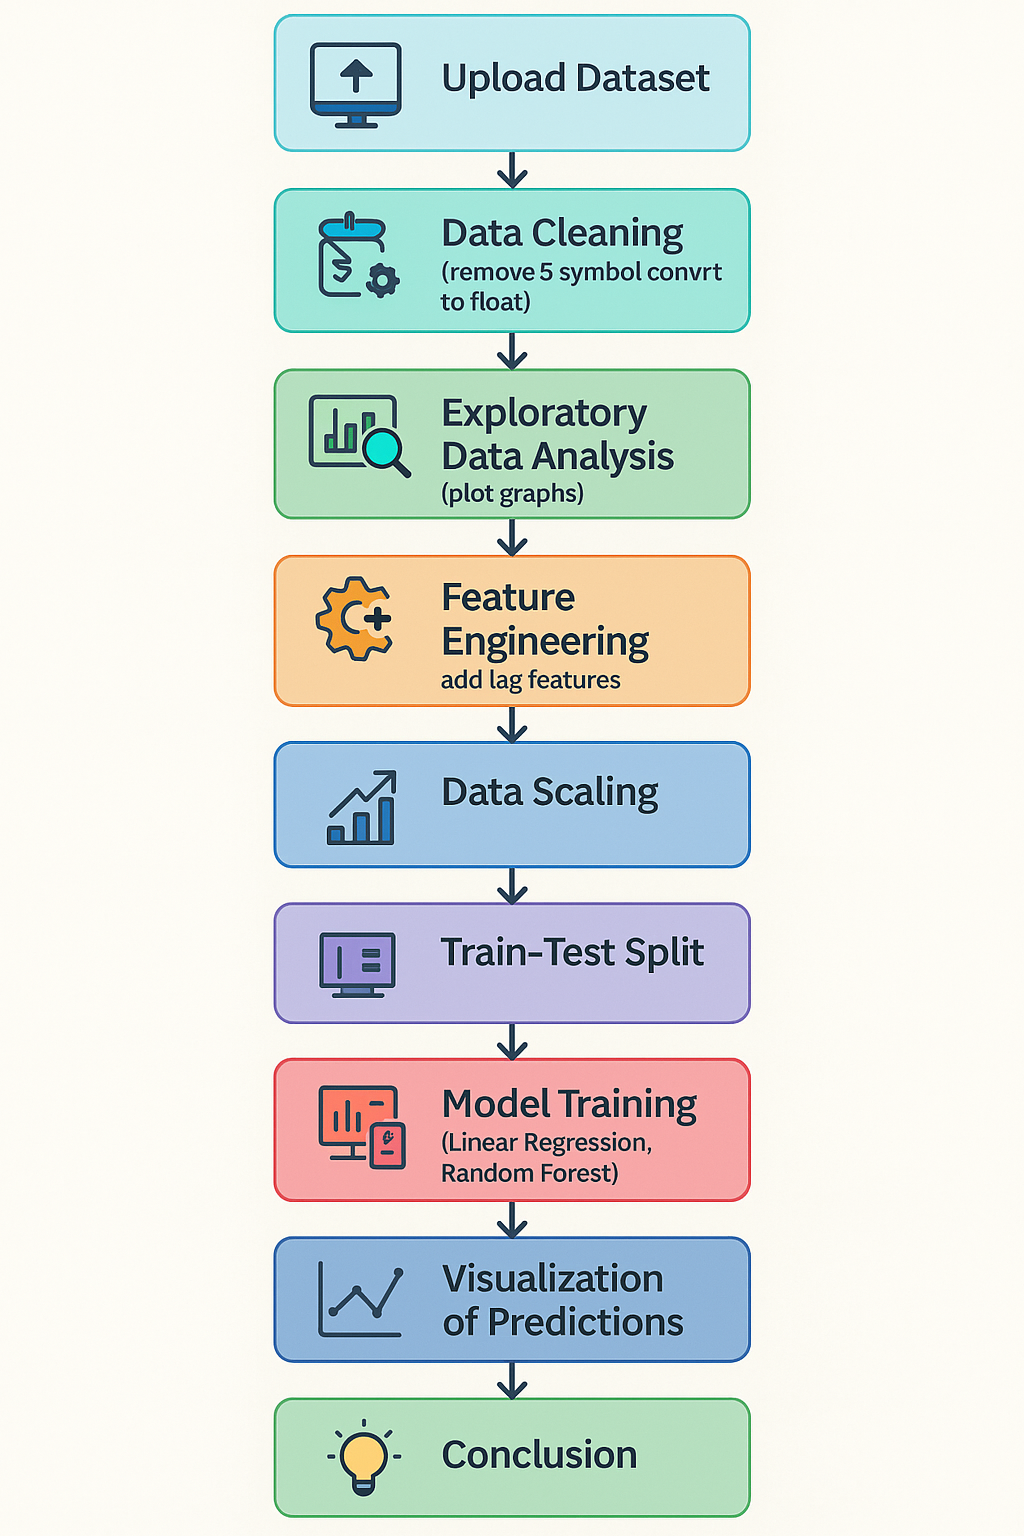 Upload Dataset
Data Cleaning
(remove 5 symbol convrt
to float)
Exploratory
Data Analysis
(plot graphs)
Feature
Engineering
add lag features
Data Scaling
Train-Test Split
Model Training
(Linear Regression,
Random Forest)
Visualization
of Predictions
Conclusion